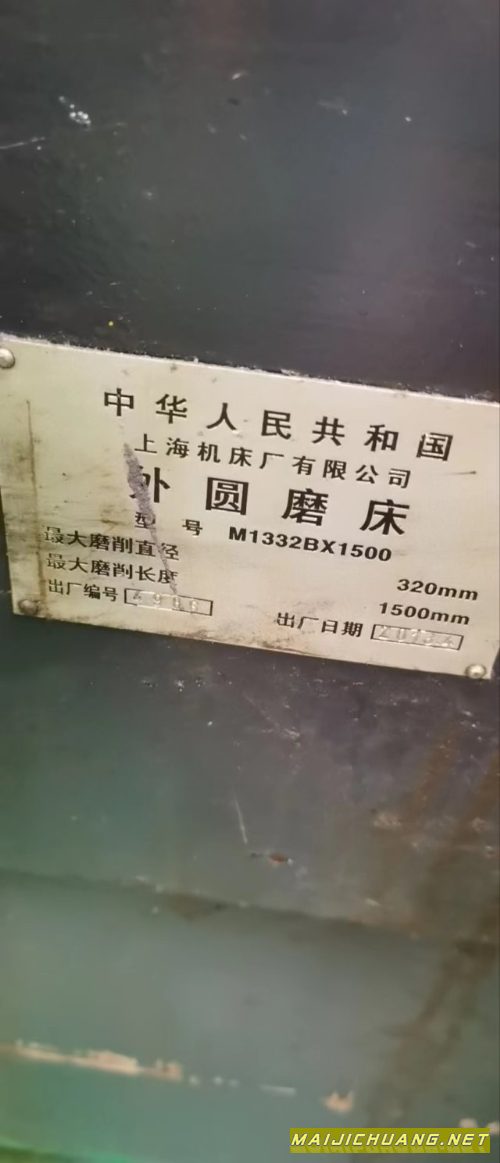 中华人民共和国
上海机床厂有限公司
外圆磨床
型号 M1332BX1500
最大磨削直径 320mm
最大磨削长度 1500mm
出厂编号 出厂日期
MAIJICHUANG.NET